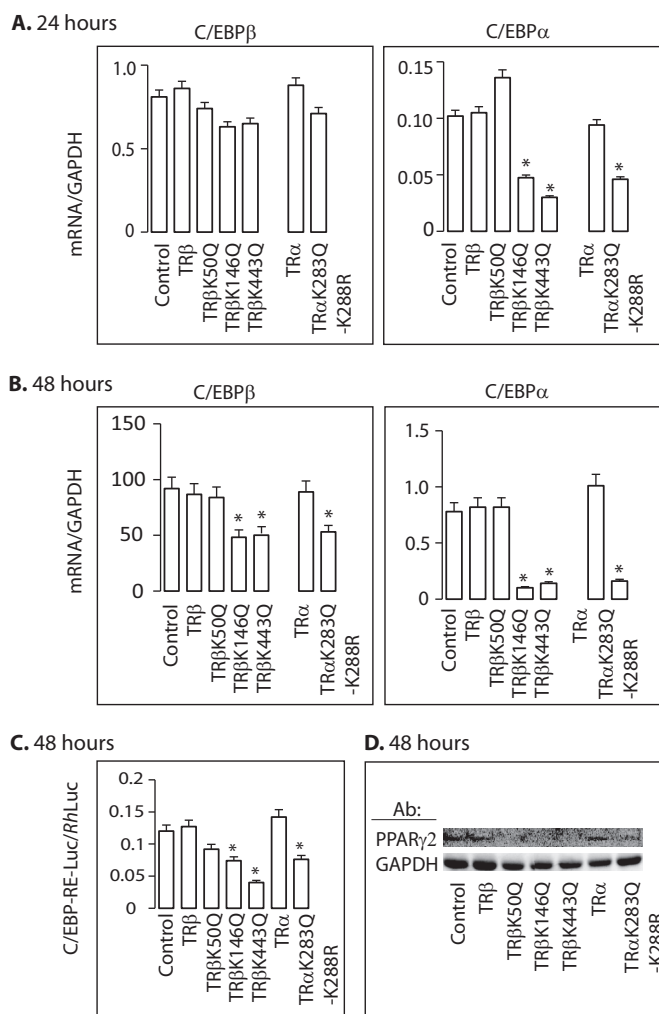 A. 24 hours
C/EBPβ
C/EBPα
mRNA/GAPDH
1.0
0.5
0
Control
TRβ
TRβK50Q
TRβK146Q
TRβK443Q
TRα
TRαK283Q
-K288R
0.15
0.10
0.05
0
* * *
Control
TRβ
TRβK50Q
TRβK146Q
TRβK443Q
TRα
TRαK283Q
-K288R
B. 48 hours
C/EBPβ
C/EBPα
mRNA/GAPDH
150
100
50
0
* * *
Control
TRβ
TRβK50Q
TRβK146Q
TRβK443Q
TRα
TRαK283Q
-K288R
1.5
1.0
0.5
0
* * *
Control
TRβ
TRβK50Q
TRβK146Q
TRβK443Q
TRα
TRαK283Q
-K288R
C. 48 hours
C/EBP-RE-Luc/RhLuc
0.2
0.15
0.1
0.05
0
* * *
Control
TRβ
TRβK50Q
TRβK146Q
TRβK443Q
TRα
TRαK283Q
-K288R
D. 48 hours
Ab:
PPARγ2
GAPDH
Control
TRβ
TRβK50Q
TRβK146Q
TRβK443Q
TRα
TRαK283Q
-K288R